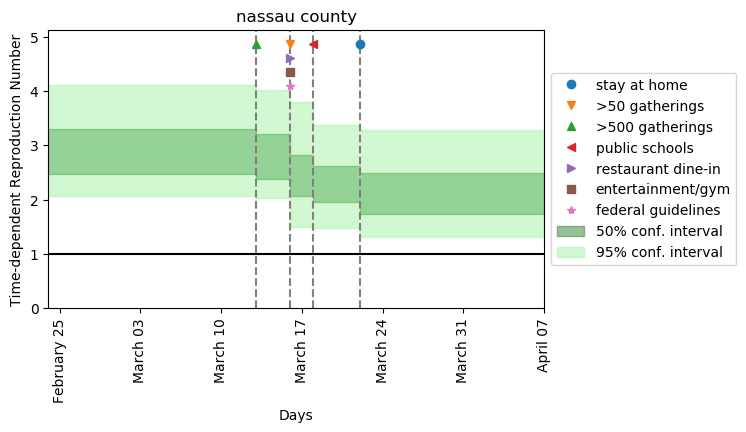 nassau county
Time-dependent Reproduction Number
5
4
3
2
1
0
February 25
March 03
March 10
March 17
March 24
March 31
April 07
Days
stay at home
>50 gatherings
>500 gatherings
public schools
restaurant dine-in
entertainment/gym
federal guidelines
50% conf. interval
95% conf. interval